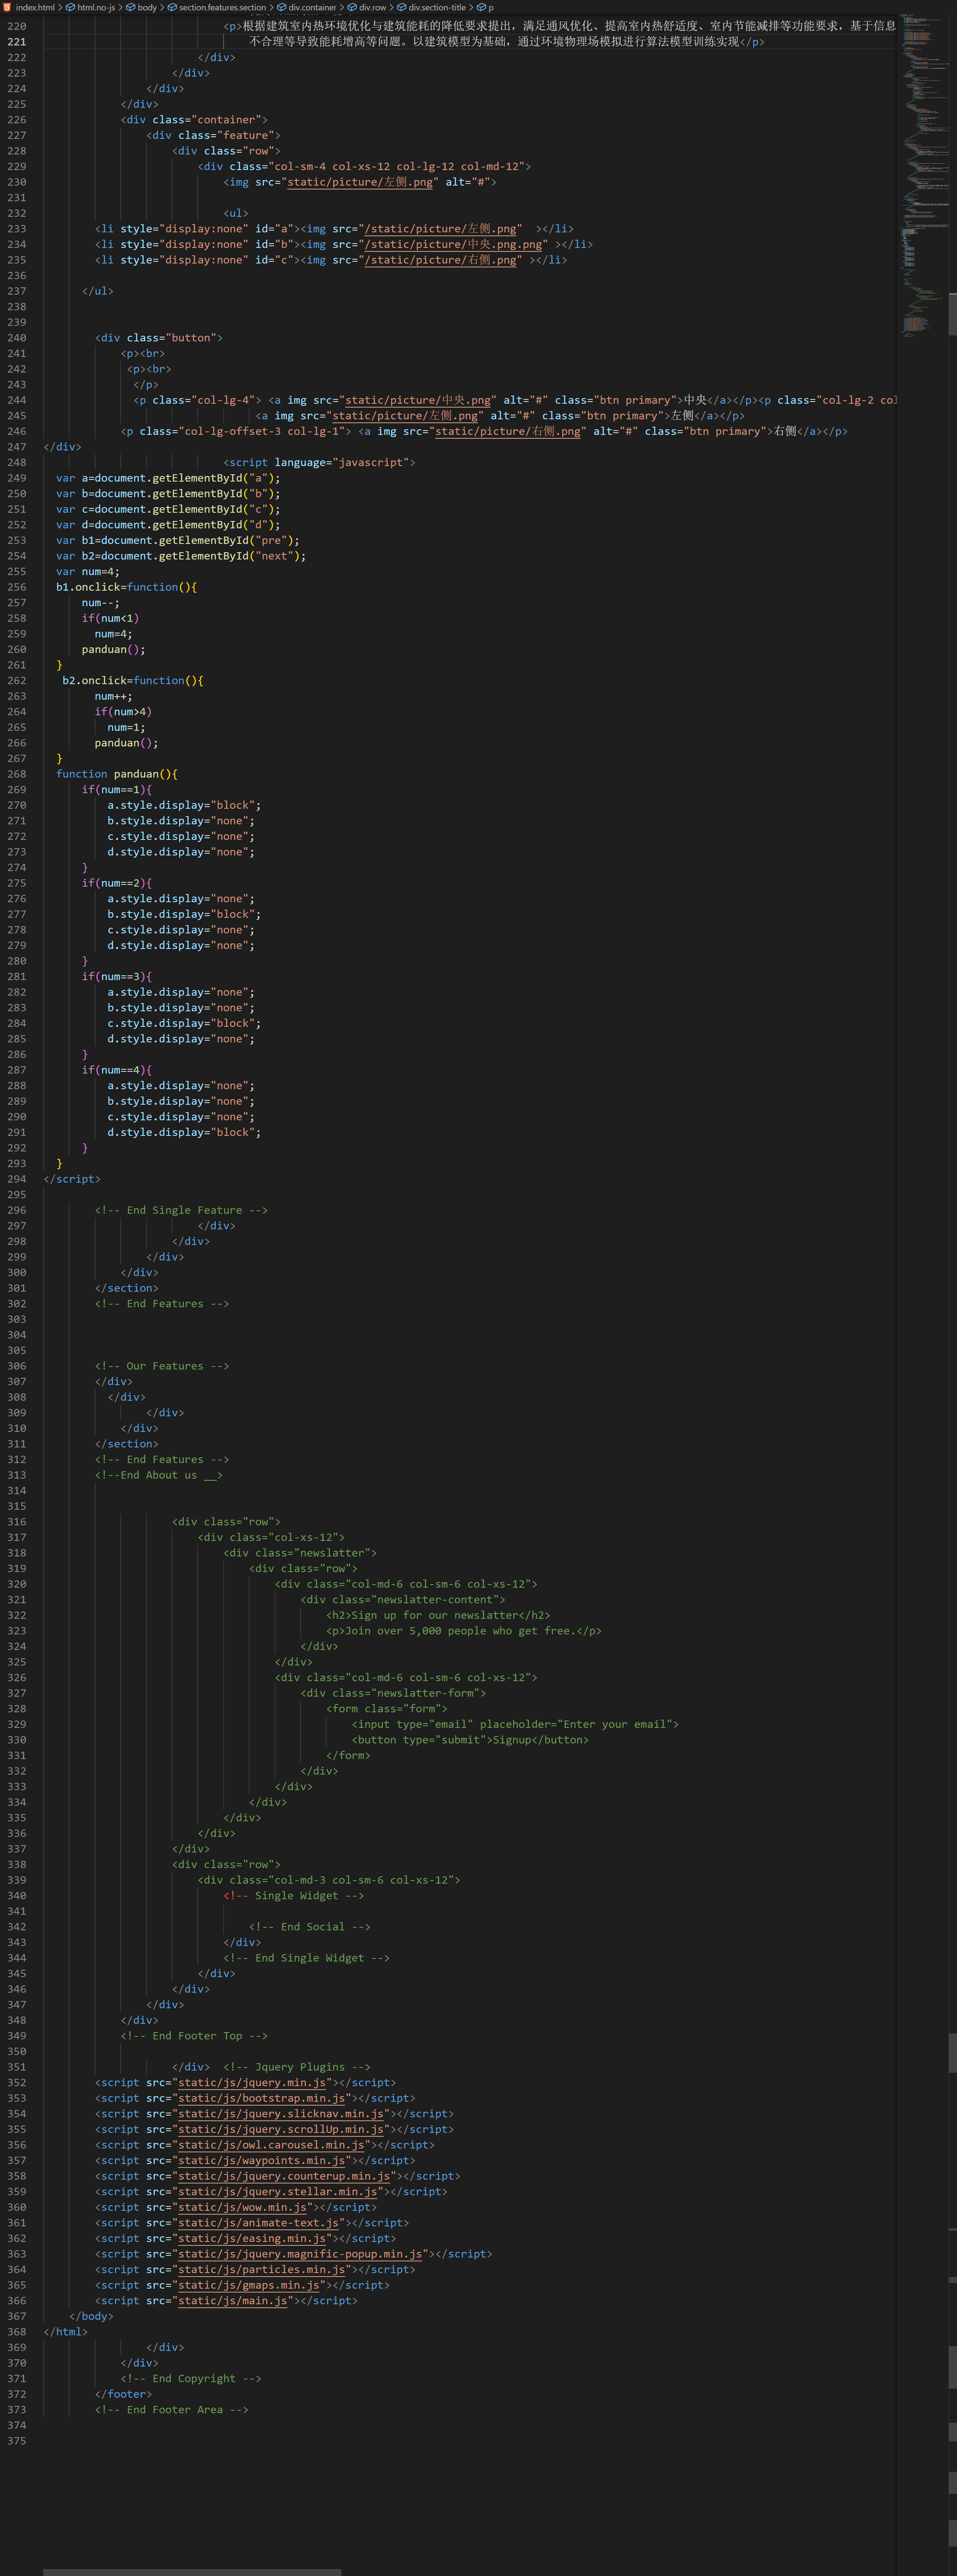 index.html > html.no-js > body > section.features.section > div.container > div.row > div.section-title > p
220 <p>根据建筑室内热环境优化与建筑能耗的降低要求提出，满足通风优化、提高室内热舒适度、室内节能减排等功能要求，基于信息
221 不合理等导致能耗增高等问题。以建筑模型为基础，通过环境物理场模拟进行算法模型训练实现</p>
222 </div>
223 </div>
224 </div>
225 </div>
226 <div class="container">
227 <div class="feature">
228 <div class="row">
229 <div class="col-sm-4 col-xs-12 col-lg-12 col-md-12">
230 <img src="static/picture/左侧.png" alt="#">
231
232 <ul>
233 <li style="display:none" id="a"><img src="/static/picture/左侧.png"  ></li>
234 <li style="display:none" id="b"><img src="/static/picture/中央.png.png" ></li>
235 <li style="display:none" id="c"><img src="/static/picture/右侧.png" ></li>
236
237 </ul>
238
239
240 <div class="button">
241 <p><br>
242 <p><br>
243 </p>
244 <p class="col-lg-4"> <a img src="static/picture/中央.png" alt="#" class="btn primary">中央</a></p><p class="col-lg-2 col
245 <a img src="static/picture/左侧.png" alt="#" class="btn primary">左侧</a></p>
246 <p class="col-lg-offset-3 col-lg-1"> <a img src="static/picture/右侧.png" alt="#" class="btn primary">右侧</a></p>
247 </div>
248 <script language="javascript">
249 var a=document.getElementById("a");
250 var b=document.getElementById("b");
251 var c=document.getElementById("c");
252 var d=document.getElementById("d");
253 var b1=document.getElementById("pre");
254 var b2=document.getElementById("next");
255 var num=4;
256 b1.onclick=function(){
257 num--;
258 if(num<1)
259 num=4;
260 panduan();
261 }
262 b2.onclick=function(){
263 num++;
264 if(num>4)
265 num=1;
266 panduan();
267 }
268 function panduan(){
269 if(num==1){
270 a.style.display="block";
271 b.style.display="none";
272 c.style.display="none";
273 d.style.display="none";
274 }
275 if(num==2){
276 a.style.display="none";
277 b.style.display="block";
278 c.style.display="none";
279 d.style.display="none";
280 }
281 if(num==3){
282 a.style.display="none";
283 b.style.display="none";
284 c.style.display="block";
285 d.style.display="none";
286 }
287 if(num==4){
288 a.style.display="none";
289 b.style.display="none";
290 c.style.display="none";
291 d.style.display="block";
292 }
293 }
294 </script>
295
296 <!-- End Single Feature -->
297 </div>
298 </div>
299 </div>
300 </div>
301 </section>
302 <!-- End Features -->
303
304
305
306 <!-- Our Features -->
307 </div>
308 </div>
309 </div>
310 </div>
311 </section>
312 <!-- End Features -->
313 <!--End About us __>
314
315
316 <div class="row">
317 <div class="col-xs-12">
318 <div class="newslatter">
319 <div class="row">
320 <div class="col-md-6 col-sm-6 col-xs-12">
321 <div class="newslatter-content">
322 <h2>Sign up for our newslatter</h2>
323 <p>Join over 5,000 people who get free.</p>
324 </div>
325 </div>
326 <div class="col-md-6 col-sm-6 col-xs-12">
327 <div class="newslatter-form">
328 <form class="form">
329 <input type="email" placeholder="Enter your email">
330 <button type="submit">Signup</button>
331 </form>
332 </div>
333 </div>
334 </div>
335 </div>
336 </div>
337 </div>
338 <div class="row">
339 <div class="col-md-3 col-sm-6 col-xs-12">
340 <!-- Single Widget -->
341
342 <!-- End Social -->
343 </div>
344 <!-- End Single Widget -->
345 </div>
346 </div>
347 </div>
348 </div>
349 <!-- End Footer Top -->
350
351 </div>  <!-- Jquery Plugins -->
352 <script src="static/js/jquery.min.js"></script>
353 <script src="static/js/bootstrap.min.js"></script>
354 <script src="static/js/jquery.slicknav.min.js"></script>
355 <script src="static/js/jquery.scrollUp.min.js"></script>
356 <script src="static/js/owl.carousel.min.js"></script>
357 <script src="static/js/waypoints.min.js"></script>
358 <script src="static/js/jquery.counterup.min.js"></script>
359 <script src="static/js/jquery.stellar.min.js"></script>
360 <script src="static/js/wow.min.js"></script>
361 <script src="static/js/animate-text.js"></script>
362 <script src="static/js/easing.min.js"></script>
363 <script src="static/js/jquery.magnific-popup.min.js"></script>
364 <script src="static/js/particles.min.js"></script>
365 <script src="static/js/gmaps.min.js"></script>
366 <script src="static/js/main.js"></script>
367 </body>
368 </html>
369 </div>
370 </div>
371 <!-- End Copyright -->
372 </footer>
373 <!-- End Footer Area -->
374
375